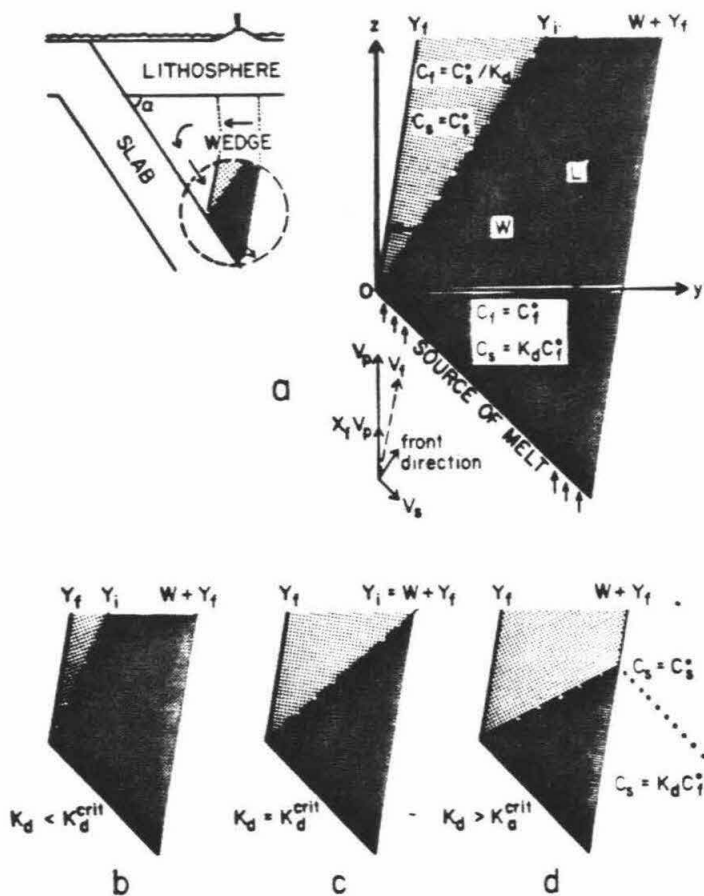 LITHOSPHERE
α
WEDGE
SLAB
a
z
Y_f
Y_i
W + Y_f
C_f = C_s° / K_d
C_s = C_s°
L
W
O
y
C_f = C_f°
C_s = K_d C_f°
SOURCE OF MELT
V_p
V_f
X_f V_p
front
direction
V_s
Y_f Y_i W + Y_f
K_d < K_d^crit
b
Y_f Y_i = W + Y_f
K_d = K_d^crit
c
Y_f W + Y_f
C_s = C_s°
C_s = K_d C_f°
K_d > K_d^crit
d